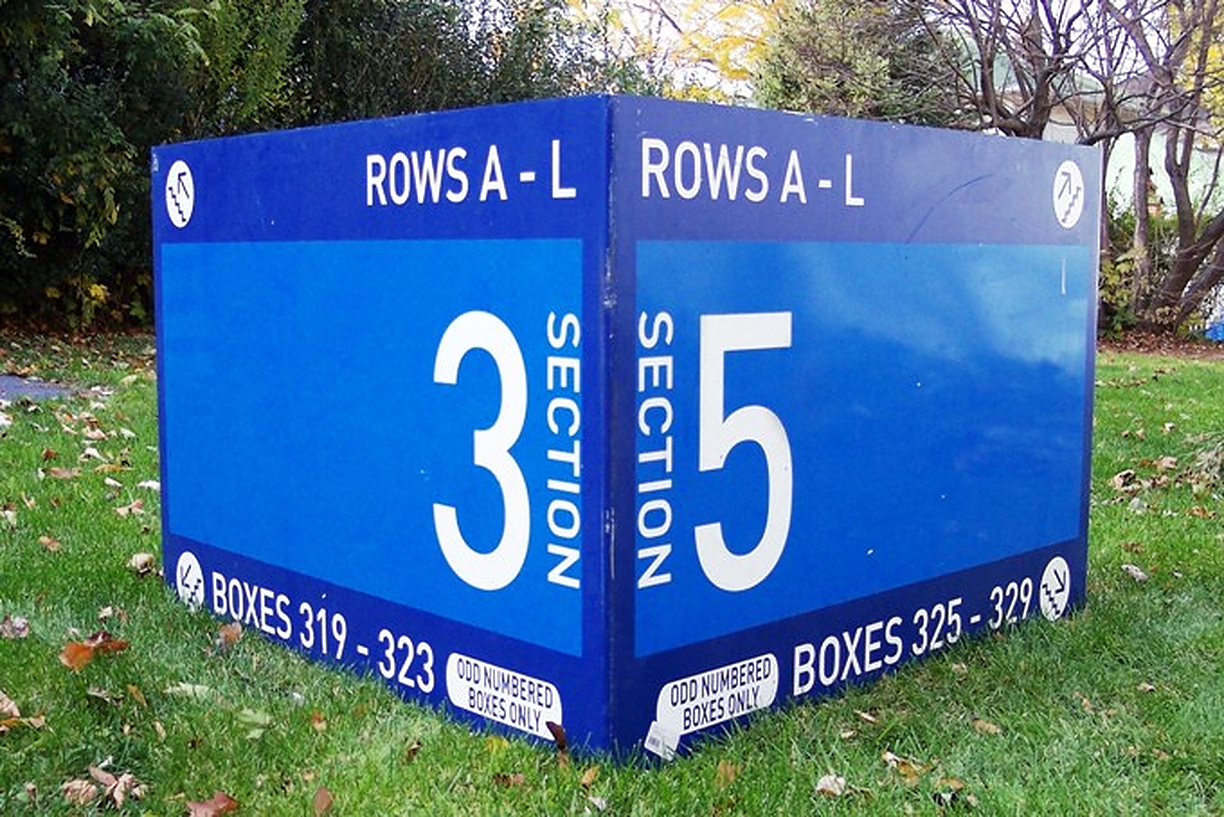 ROWS A - L
3
SECTION
BOXES 319 - 323
ODD NUMBERED
BOXES ONLY
ROWS A - L
SECTION
5
ODD NUMBERED
BOXES ONLY
BOXES 325 - 329